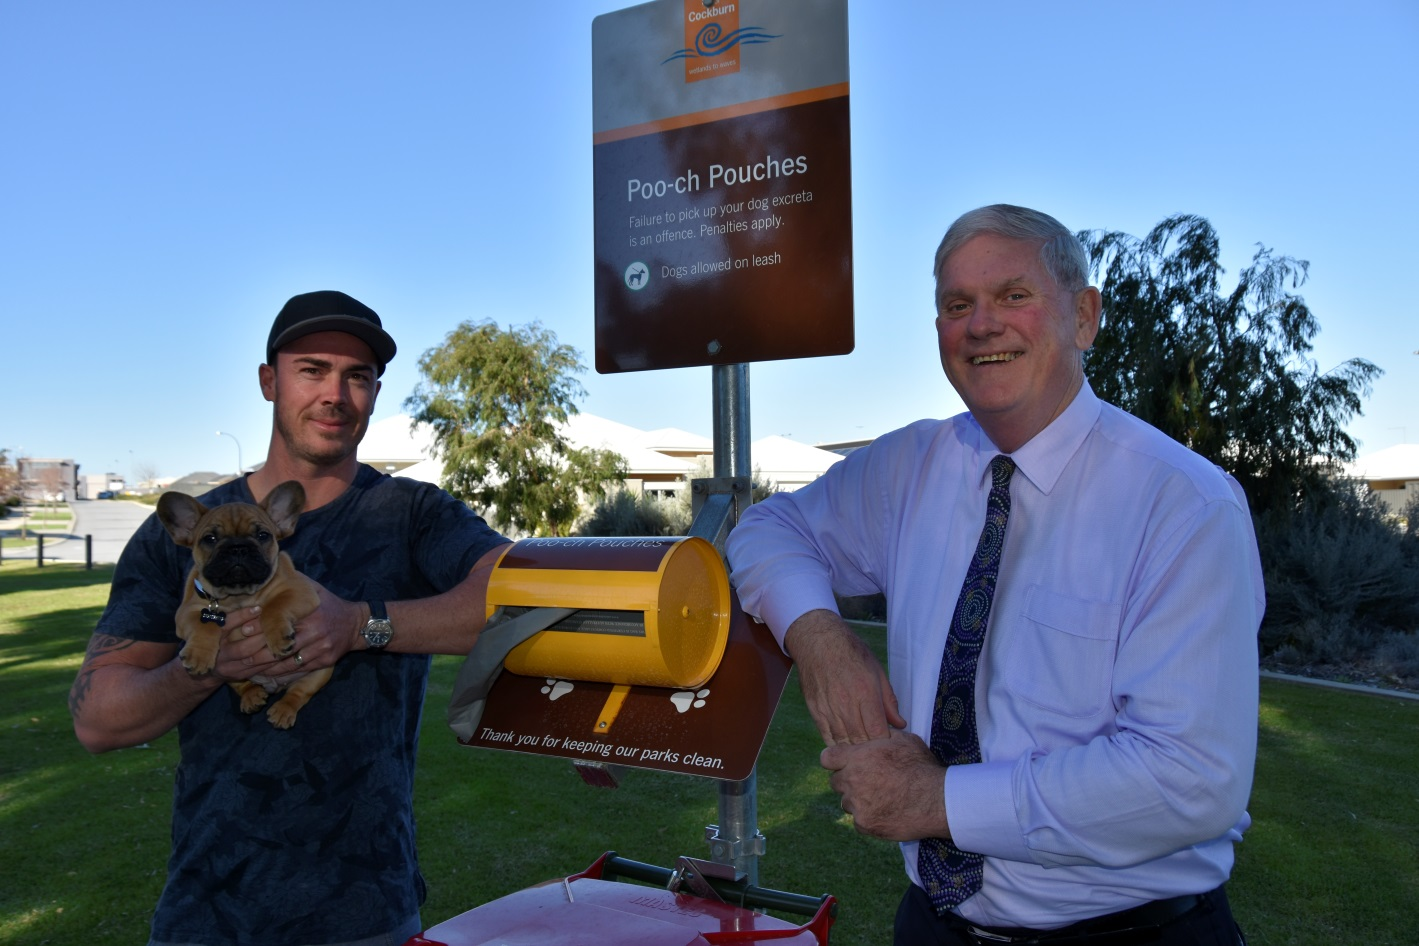 Cockburn
wetlands to waves
Poo-ch Pouches
Failure to pick up your dog excreta
is an offence. Penalties apply.
Dogs allowed on leash
Poo-ch Pouches
Thank you for keeping our parks clean.